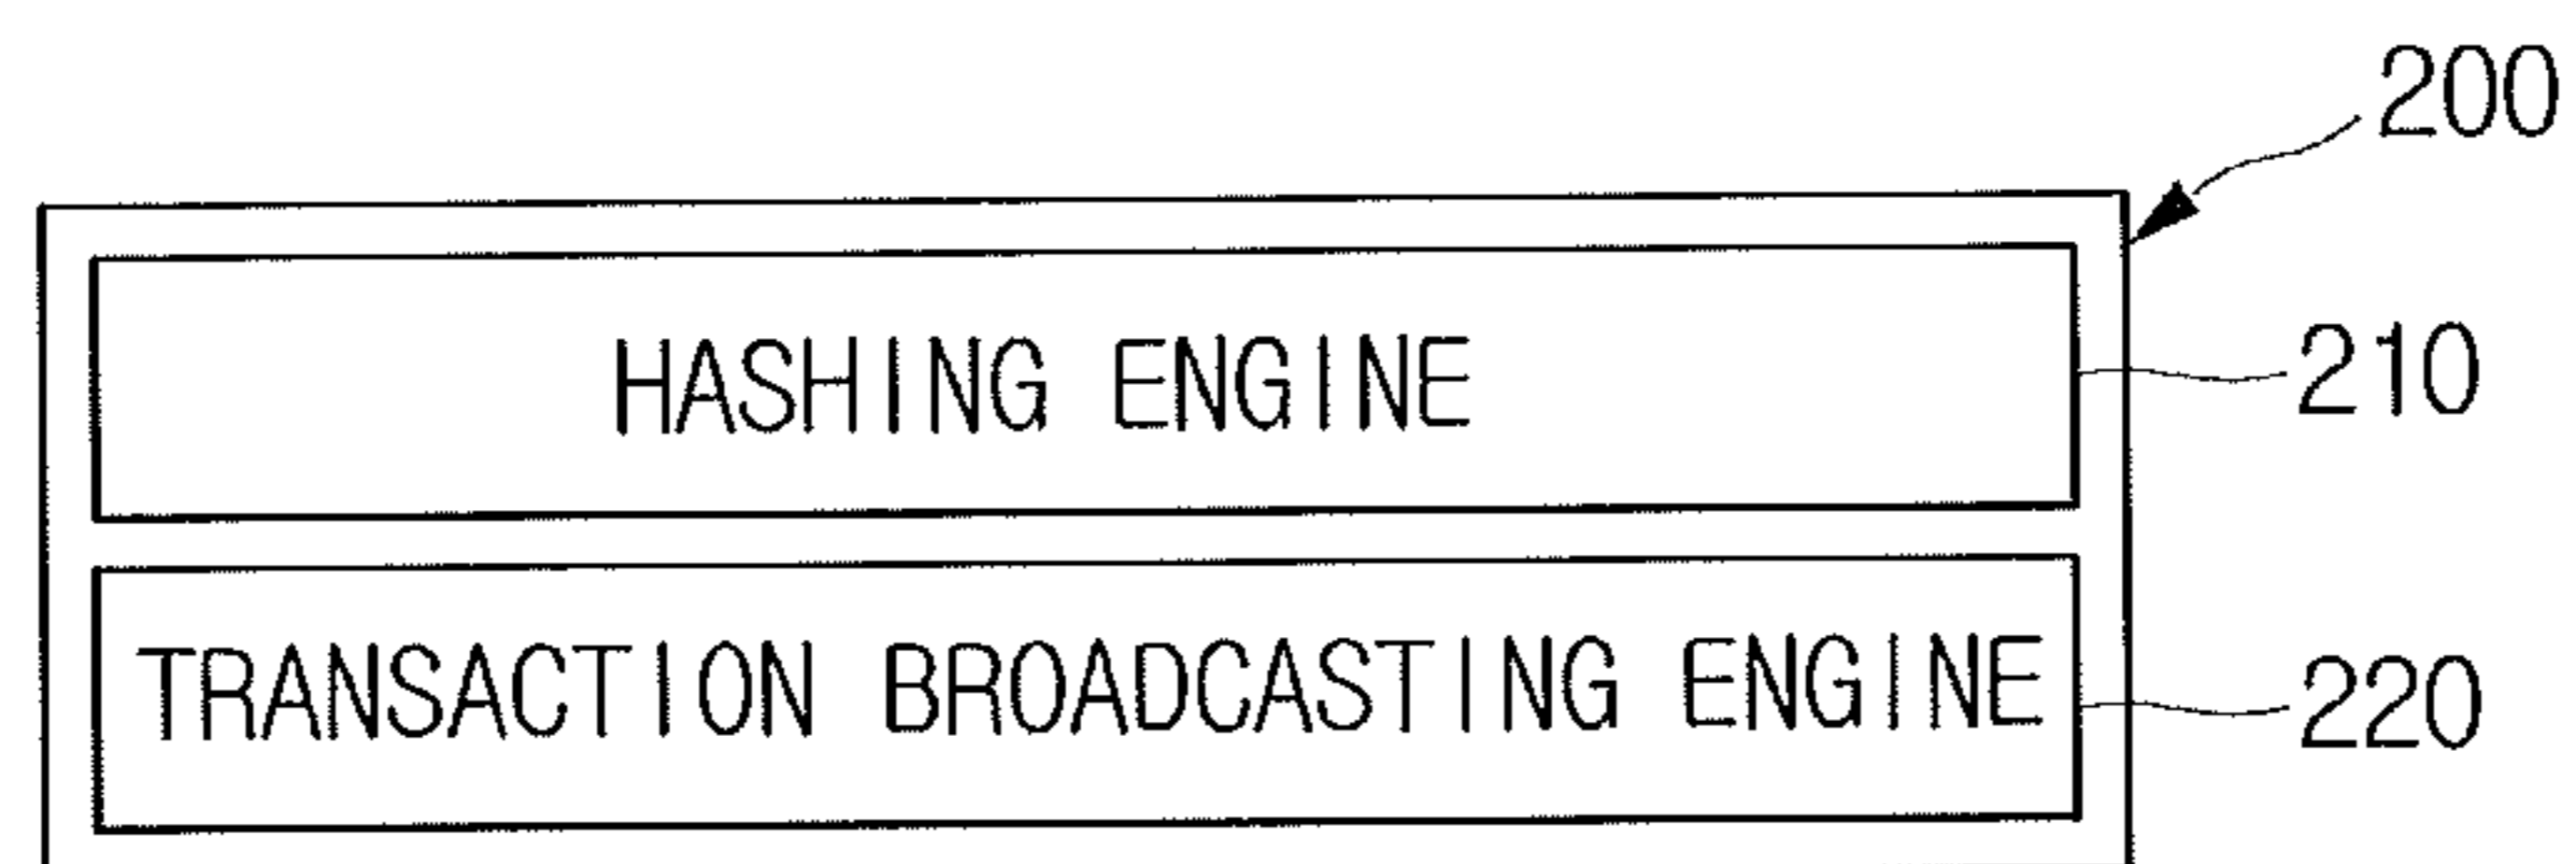 200
HASHING ENGINE
210
TRANSACTION BROADCASTING ENGINE
220